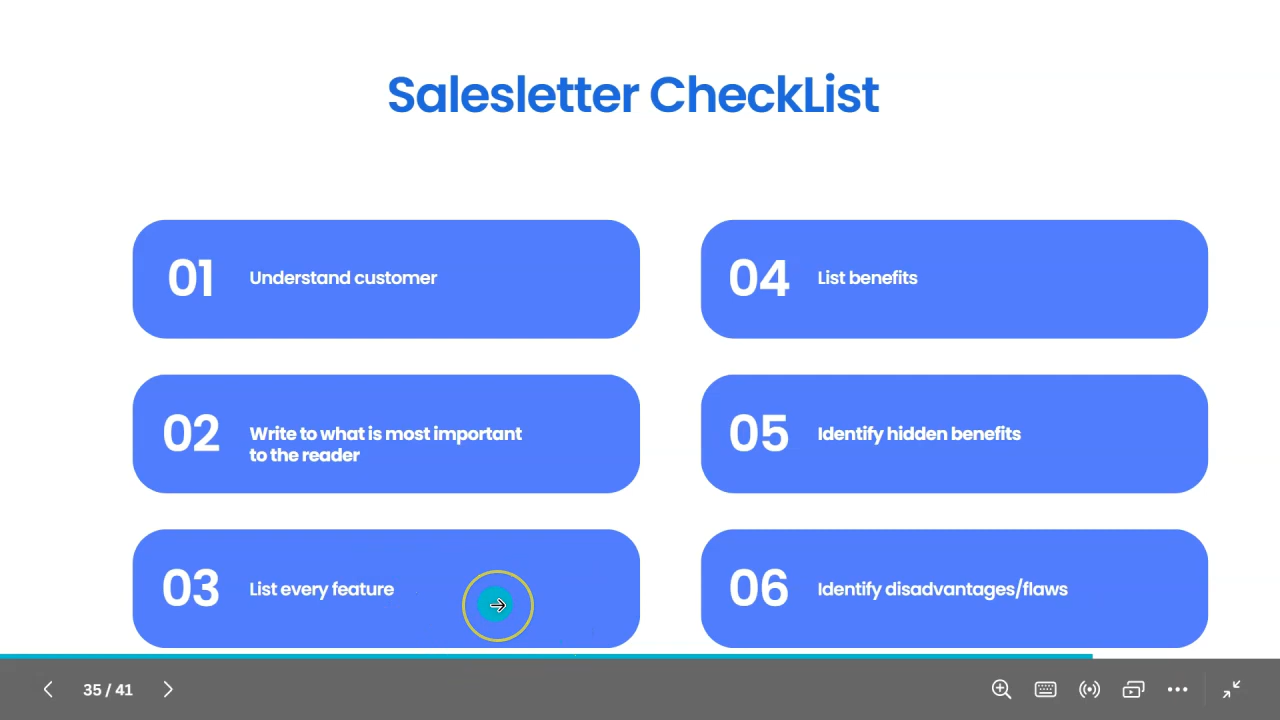 Salesletter CheckList
01
Understand customer
02
Write to what is most important
to the reader
03
List every feature
04
List benefits
05
Identify hidden benefits
06
Identify disadvantages/flaws
35 / 41